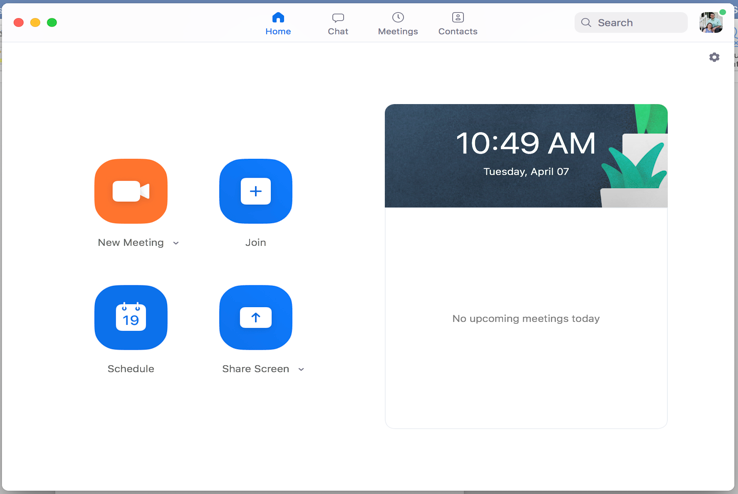 Home
Chat
Meetings
Contacts
Search
10:49 AM
Tuesday, April 07
New Meeting
Join
19
Schedule
Share Screen
No upcoming meetings today